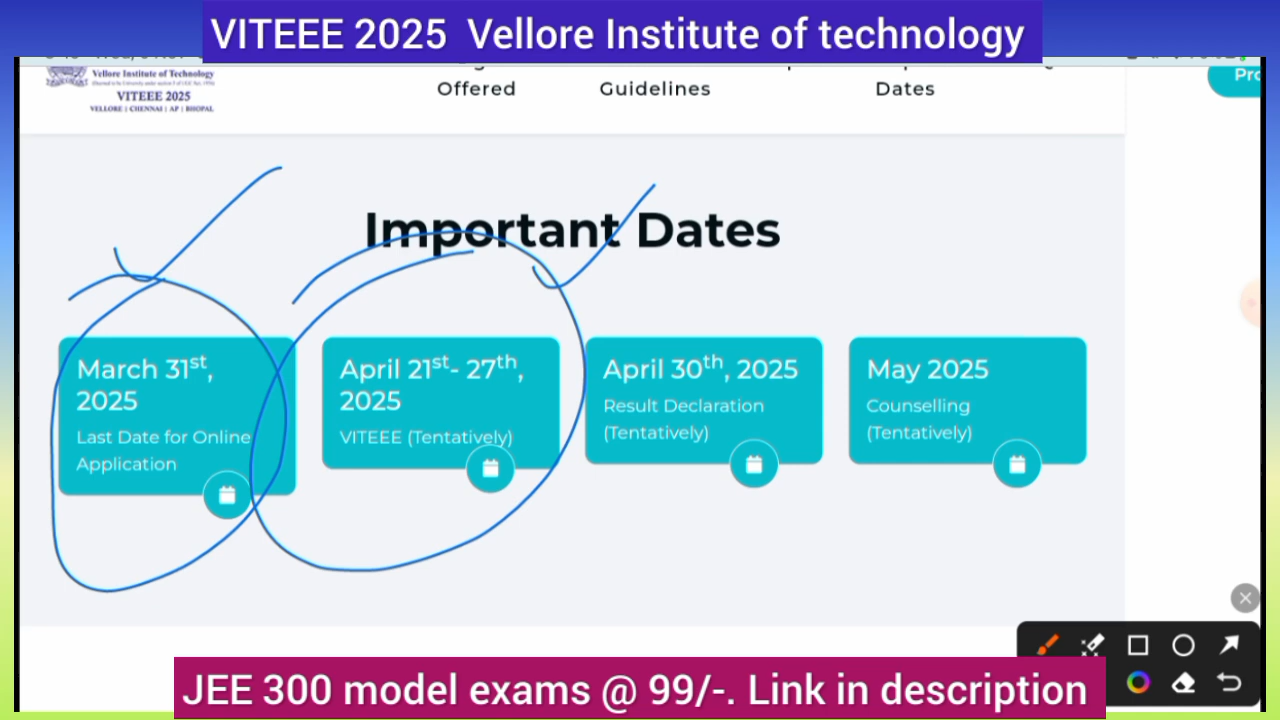 VITEEE 2025 Vellore Institute of technology
Vellore Institute of Technology
VITEEE 2025
VELLORE | CHENNAI | AP | BHOPAL
Offered
Guidelines
Dates
Important Dates
March 31st,
2025
Last Date for Online
Application
April 21st- 27th,
2025
VITEEE (Tentatively)
April 30th, 2025
Result Declaration
(Tentatively)
May 2025
Counselling
(Tentatively)
JEE 300 model exams @ 99/-. Link in description